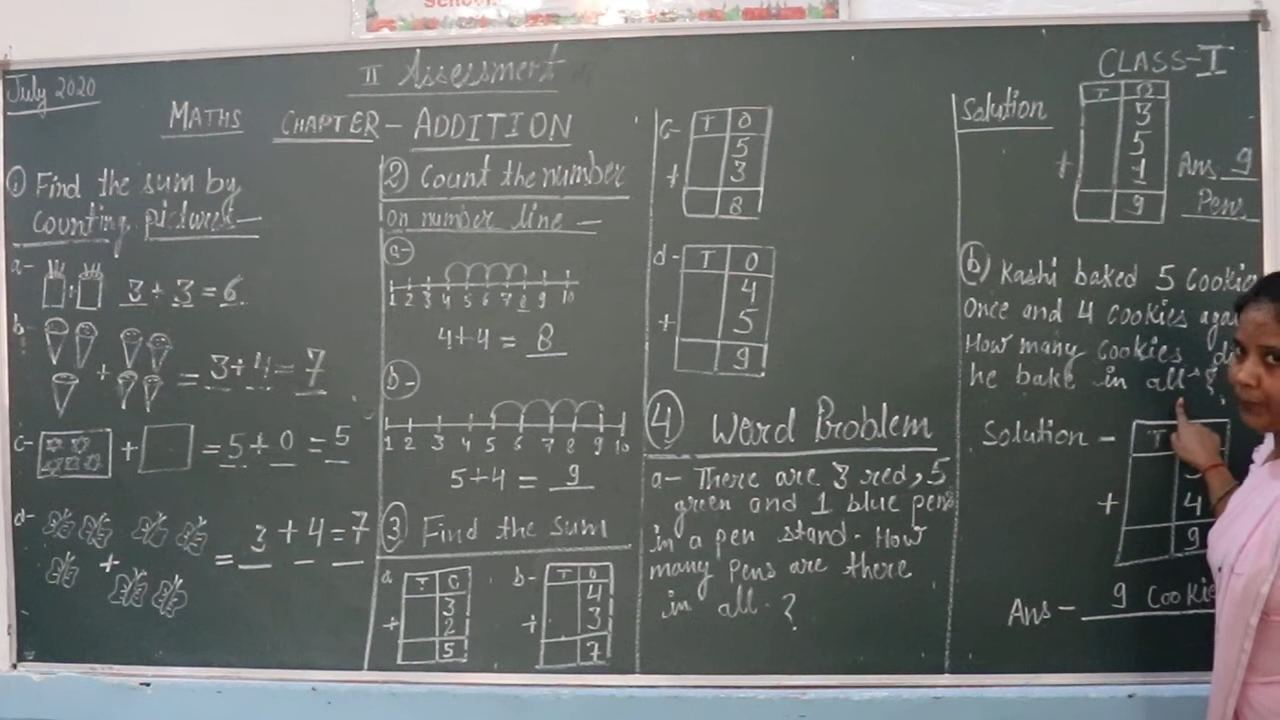 School.
July 2020
II Assessment
CLASS-I
MATHS CHAPTER - ADDITION
① Find the sum by
counting pictures -
a- 3 + 3 = 6
b- + = 3+4 = 7
c- + = 5+0 = 5
d- + = 3 + 4 = 7
② Count the number
on number line -
a-
1 2 3 4 5 6 7 8 9 10
4+4 = 8
b-
1 2 3 4 5 6 7 8 9 10
5+4 = 9
③ Find the sum
a T O
3
+ 2
5
b- T O
4
+ 3
7
c- T O
5
+ 3
8
d- T O
4
+ 5
9
④ Word Problem
a- There are 3 red, 5
green and 1 blue pens
in a pen stand. How
many pens are there
in all. ?
Solution
T O
3
5
+ 1
9
Ans 9
Pens
ⓑ Kashi baked 5 Cookie
Once and 4 cookies aga
How many cookies di
he bake in all ?
Solution -
T
+ 4
9
Ans - 9 Cookie